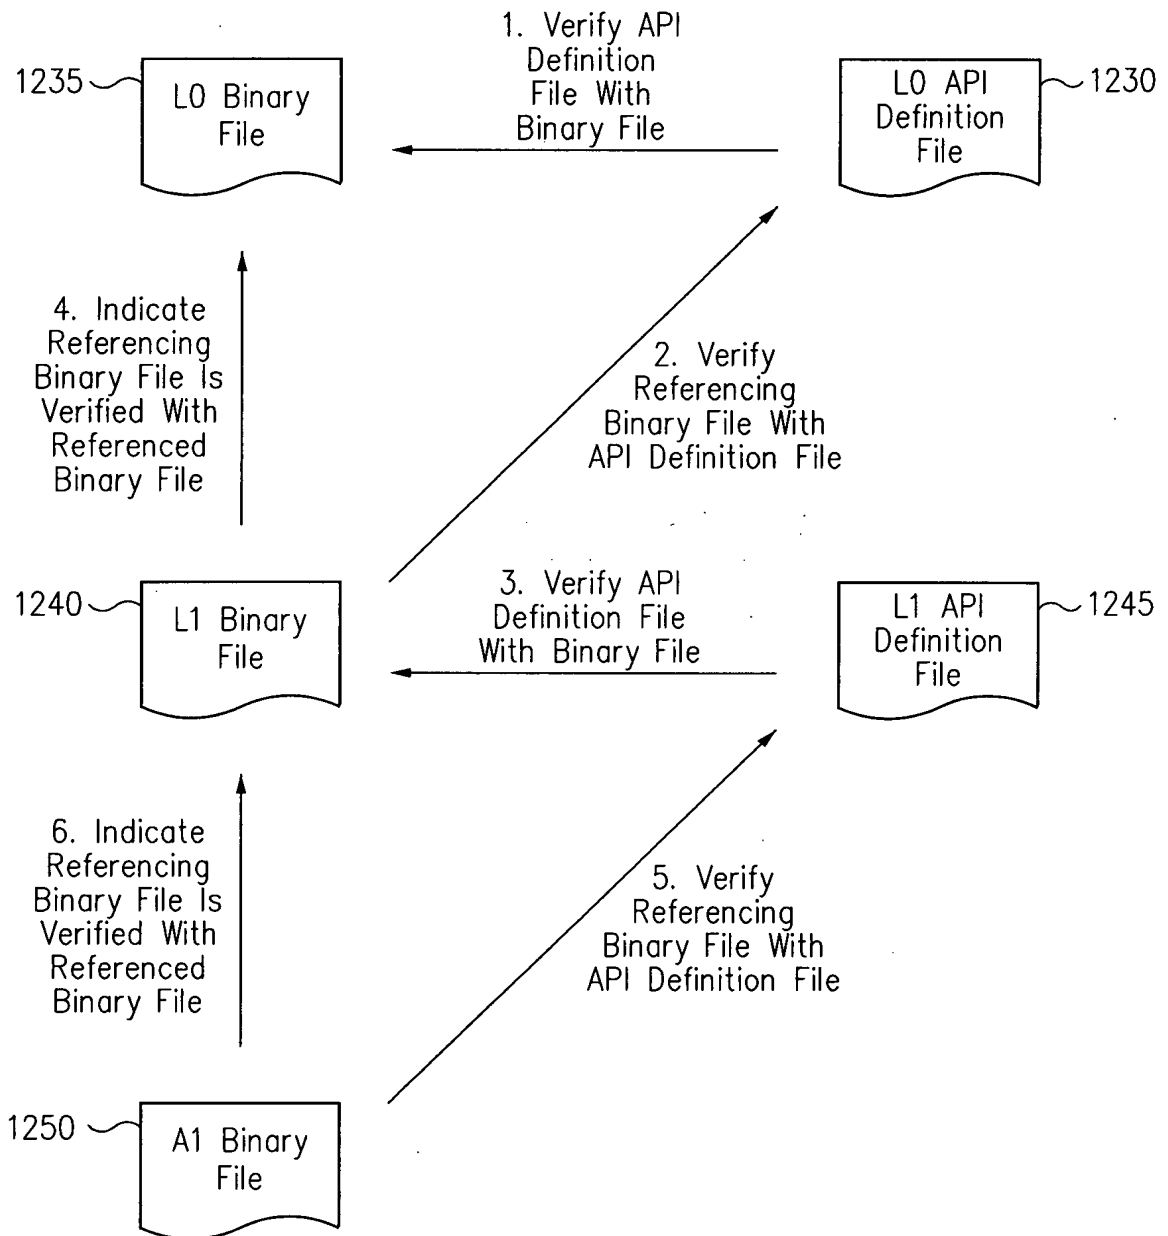 1. Verify API
Definition
File With
Binary File
1235
L0 Binary
File
L0 API
Definition
File
1230
4. Indicate
Referencing
Binary File Is
Verified With
Referenced
Binary File
2. Verify
Referencing
Binary File With
API Definition File
1240
L1 Binary
File
3. Verify API
Definition File
With Binary File
L1 API
Definition
File
1245
6. Indicate
Referencing
Binary File Is
Verified With
Referenced
Binary File
5. Verify
Referencing
Binary File With
API Definition File
1250
A1 Binary
File